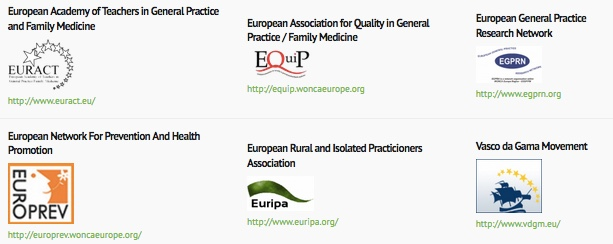 European Academy of Teachers in General Practice
and Family Medicine
EURACT
http://www.euract.eu/
European Association for Quality in General
Practice / Family Medicine
EQuiP
http://equip.woncaeurope.org
European General Practice
Research Network
EGPRN
http://www.egprn.org
European Network For Prevention And Health
Promotion
EUROPREV
http://europrev.woncaeurope.org/
European Rural and Isolated Practicioners
Association
Euripa
http://www.euripa.org/
Vasco da Gama Movement
http://www.vdgm.eu/